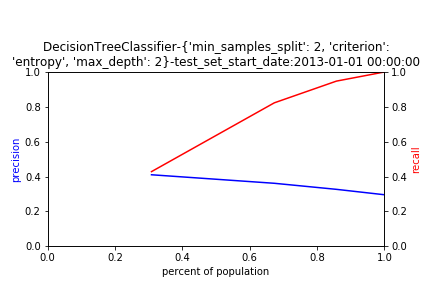 DecisionTreeClassifier-{'min_samples_split': 2, 'criterion':
'entropy', 'max_depth': 2}-test_set_start_date:2013-01-01 00:00:00
1.0
0.8
0.6
0.4
0.2
0.0
precision
1.0
0.8
0.6
0.4
0.2
0.0
recall
0.0 0.2 0.4 0.6 0.8 1.0
percent of population